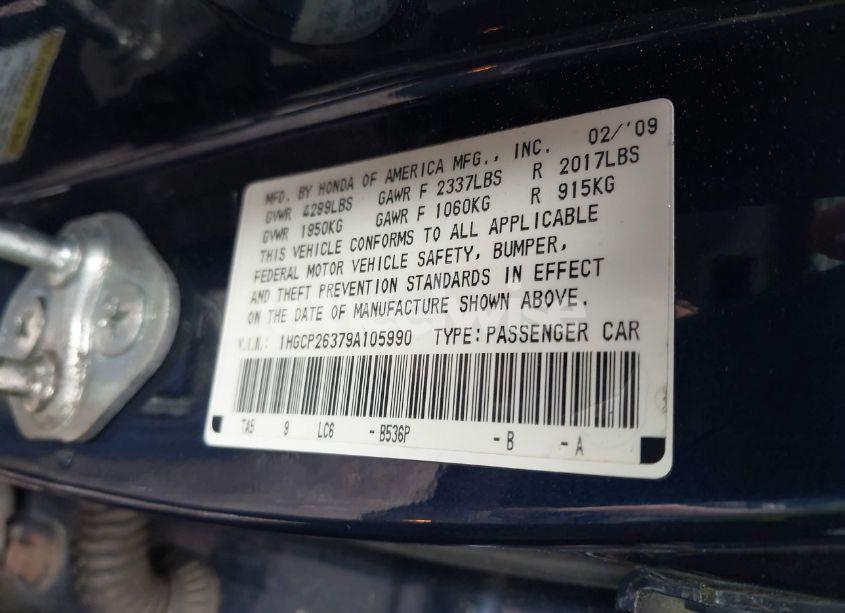 MFD. BY HONDA OF AMERICA MFG., INC. 02/'09
GVWR 4299LBS GAWR F 2337LBS R 2017LBS
GVWR 1950KG GAWR F 1060KG R 915KG
THIS VEHICLE CONFORMS TO ALL APPLICABLE
FEDERAL MOTOR VEHICLE SAFETY, BUMPER,
AND THEFT PREVENTION STANDARDS IN EFFECT
ON THE DATE OF MANUFACTURE SHOWN ABOVE.
V.I.N.: 1HGCP26379A105990 TYPE:PASSENGER CAR
TA5 9 LC6 - B536P - B - A